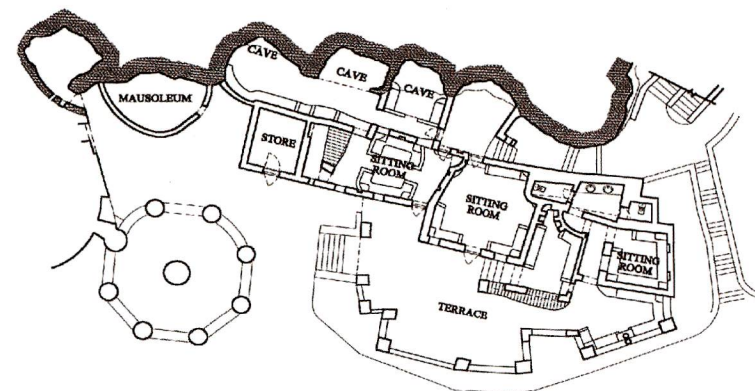 CAVE
CAVE
CAVE
MAUSOLEUM
STORE
SITTING
ROOM
SITTING
ROOM
SITTING
ROOM
TERRACE